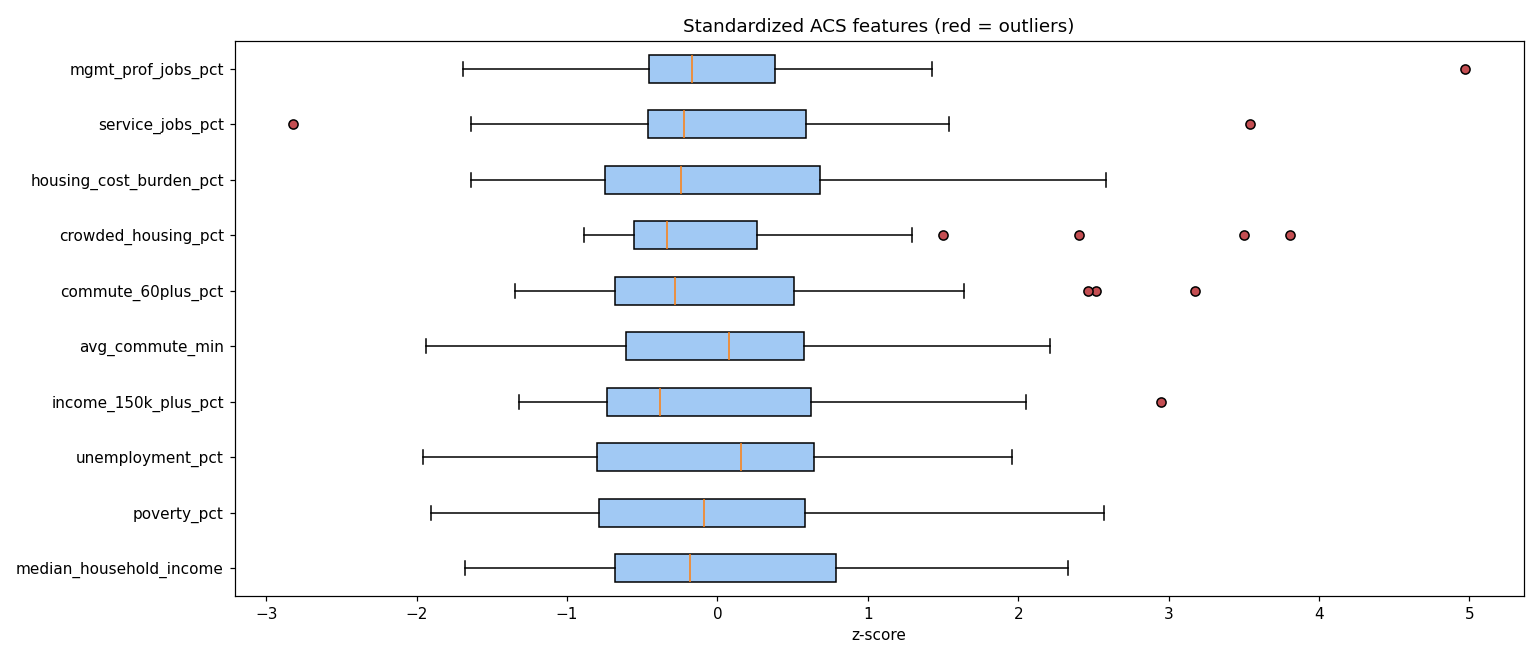 Standardized ACS features (red = outliers)
mgmt_prof_jobs_pct
service_jobs_pct
housing_cost_burden_pct
crowded_housing_pct
commute_60plus_pct
avg_commute_min
income_150k_plus_pct
unemployment_pct
poverty_pct
median_household_income
−3 −2 −1 0 1 2 3 4 5
z-score